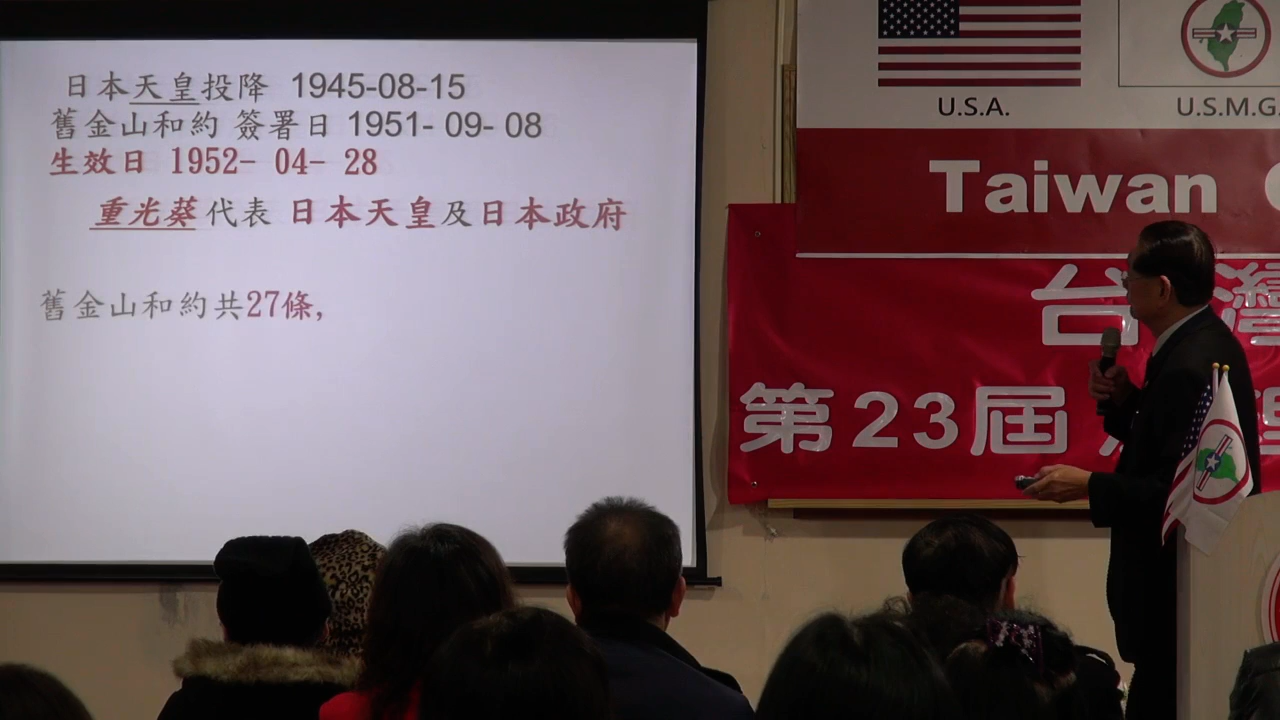 日本天皇投降 1945-08-15
舊金山和約 簽署日 1951- 09- 08
生效日 1952- 04- 28
重光葵 代表 日本天皇及日本政府
舊金山和約共27條,
U.S.A.
U.S.M.G.
Taiwan
台灣
第23屆